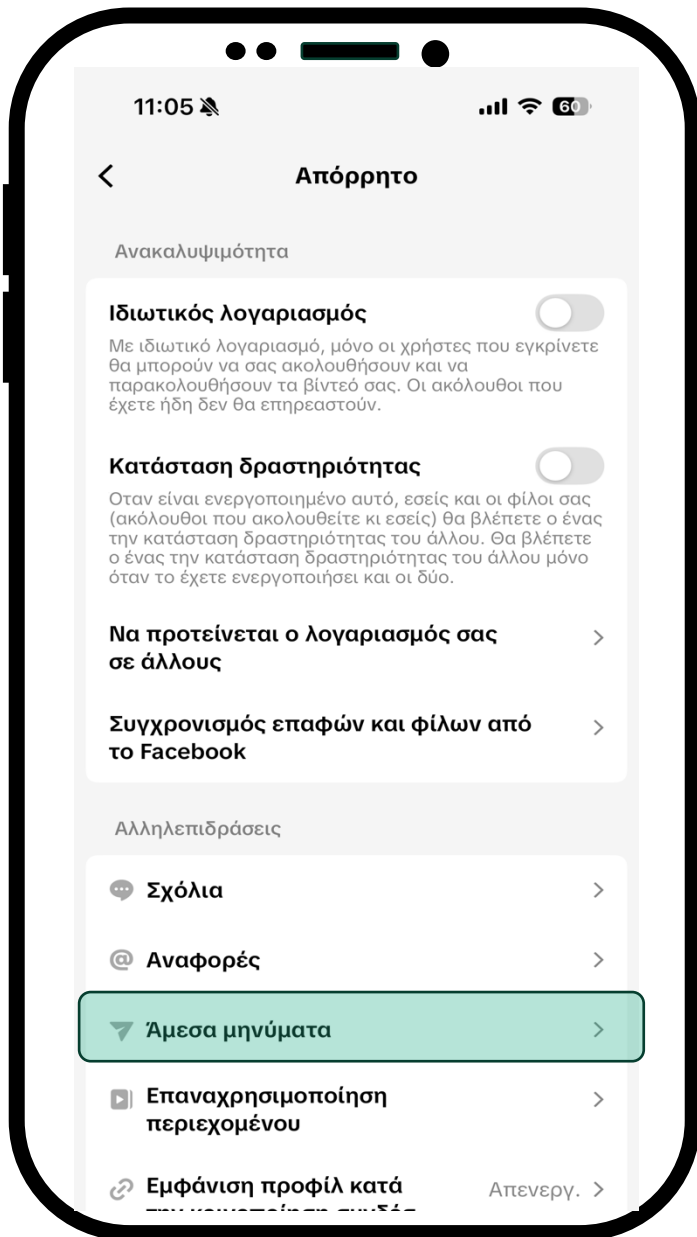 11:05
60
Απόρρητο
Ανακαλυψιμότητα
Ιδιωτικός λογαριασμός
Με ιδιωτικό λογαριασμό, μόνο οι χρήστες που εγκρίνετε
θα μπορούν να σας ακολουθήσουν και να
παρακολουθήσουν τα βίντεό σας. Οι ακόλουθοι που
έχετε ήδη δεν θα επηρεαστούν.
Κατάσταση δραστηριότητας
Όταν είναι ενεργοποιημένο αυτό, εσείς και οι φίλοι σας
(ακόλουθοι που ακολουθείτε κι εσείς) θα βλέπετε ο ένας
την κατάσταση δραστηριότητας του άλλου. Θα βλέπετε
ο ένας την κατάσταση δραστηριότητας του άλλου μόνο
όταν το έχετε ενεργοποιήσει και οι δύο.
Να προτείνεται ο λογαριασμός σας
σε άλλους
Συγχρονισμός επαφών και φίλων από
το Facebook
Αλληλεπιδράσεις
Σχόλια
@ Αναφορές
Άμεσα μηνύματα
Επαναχρησιμοποίηση
περιεχομένου
Εμφάνιση προφίλ κατά
Απενεργ.